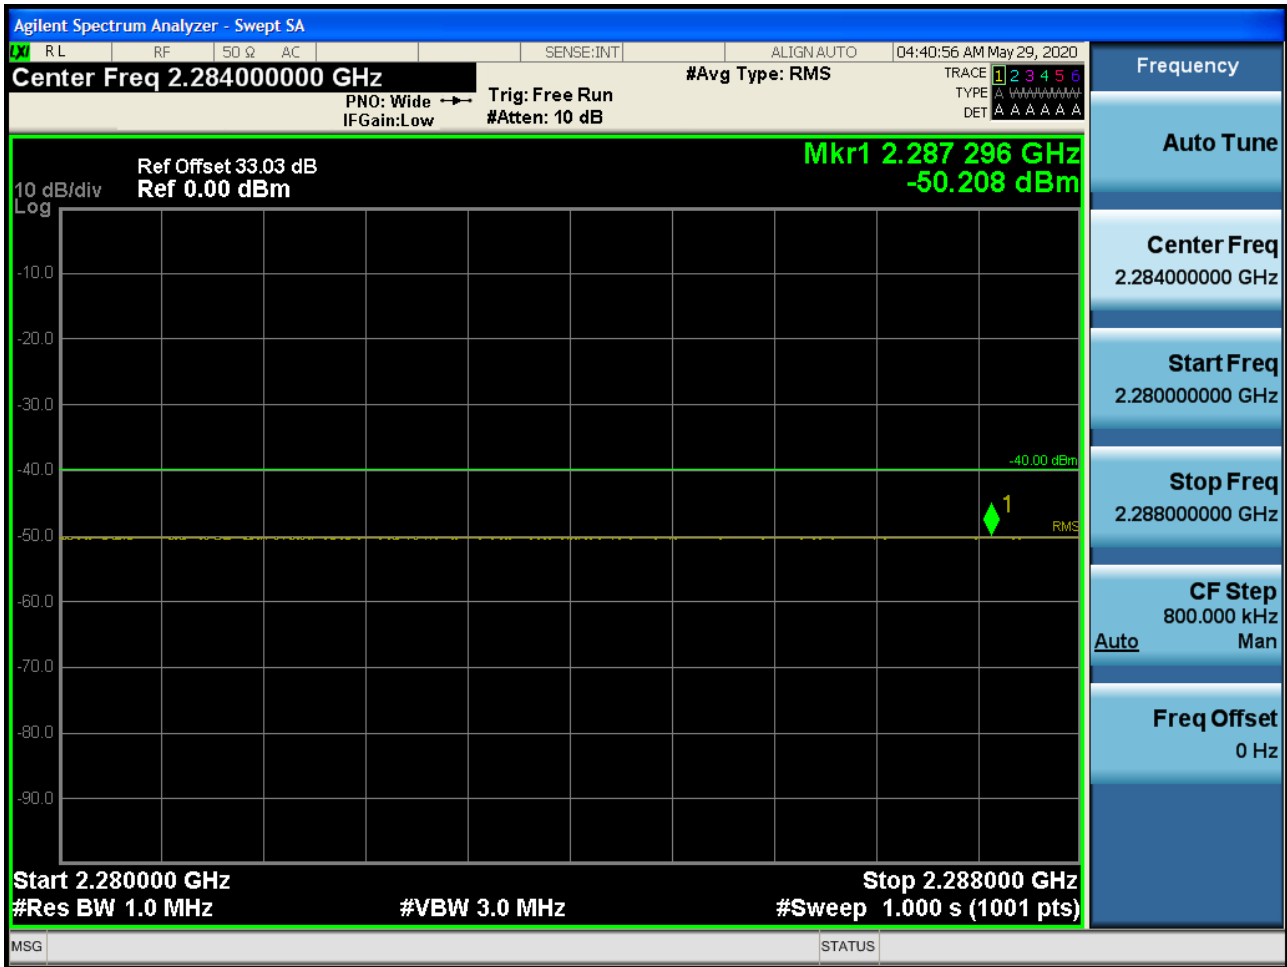 Agilent Spectrum Analyzer - Swept SA
LXI RL RF 50 Ω AC SENSE:INT ALIGN AUTO 04:40:56 AM May 29, 2020
Center Freq 2.284000000 GHz
PNO: Wide
IFGain:Low
Trig: Free Run
#Atten: 10 dB
#Avg Type: RMS
TRACE 1 2 3 4 5 6
TYPE A WWWWW
DET A A A A A A
Mkr1 2.287 296 GHz
-50.208 dBm
Ref Offset 33.03 dB
10 dB/div Ref 0.00 dBm
Log
-10.0
-20.0
-30.0
-40.0
-40.00 dBm
1
RMS
-50.0
-60.0
-70.0
-80.0
-90.0
Start 2.280000 GHz Stop 2.288000 GHz
#Res BW 1.0 MHz #VBW 3.0 MHz #Sweep 1.000 s (1001 pts)
MSG STATUS
Frequency
Auto Tune
Center Freq
2.284000000 GHz
Start Freq
2.280000000 GHz
Stop Freq
2.288000000 GHz
CF Step
800.000 kHz
Auto Man
Freq Offset
0 Hz